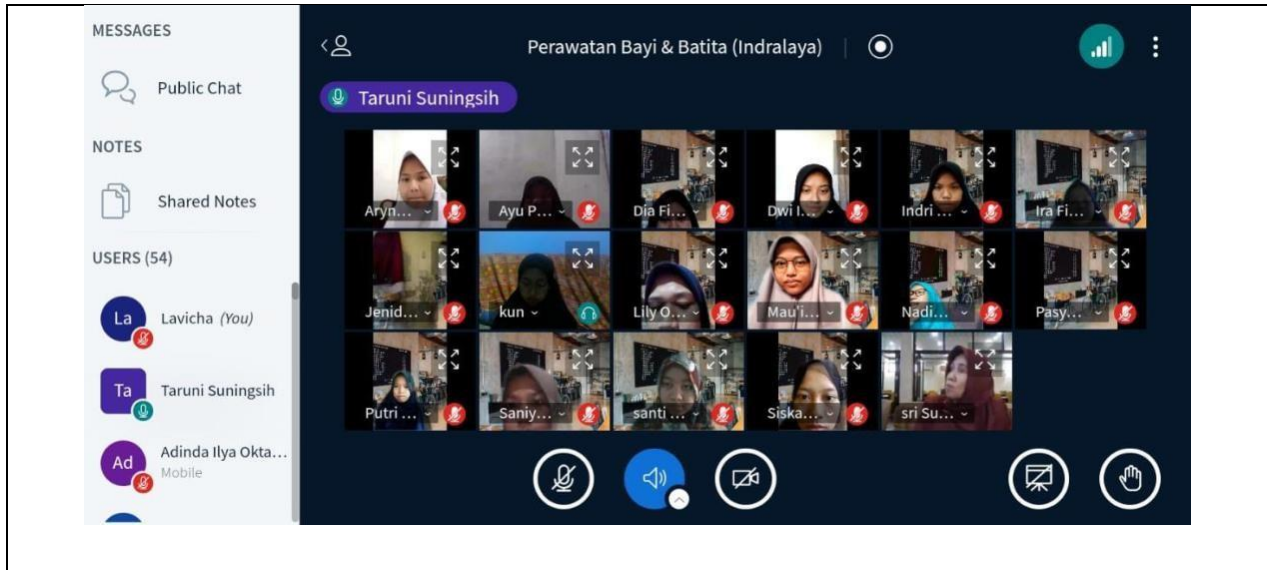 MESSAGES
Public Chat
NOTES
Shared Notes
USERS (54)
La
Lavicha (You)
Ta
Taruni Suningsih
Ad
Adinda Ilya Okta...
Mobile
Perawatan Bayi & Batita (Indralaya)
Taruni Suningsih
Aryn...
Ayu P...
Dia Fi...
Dwi I...
Indri ...
Ira Fi...
Jenid...
kun
Lily O...
Mau'i...
Nadi...
Pasy...
Putri ...
Saniy...
santi ...
Siska...
sri Su...